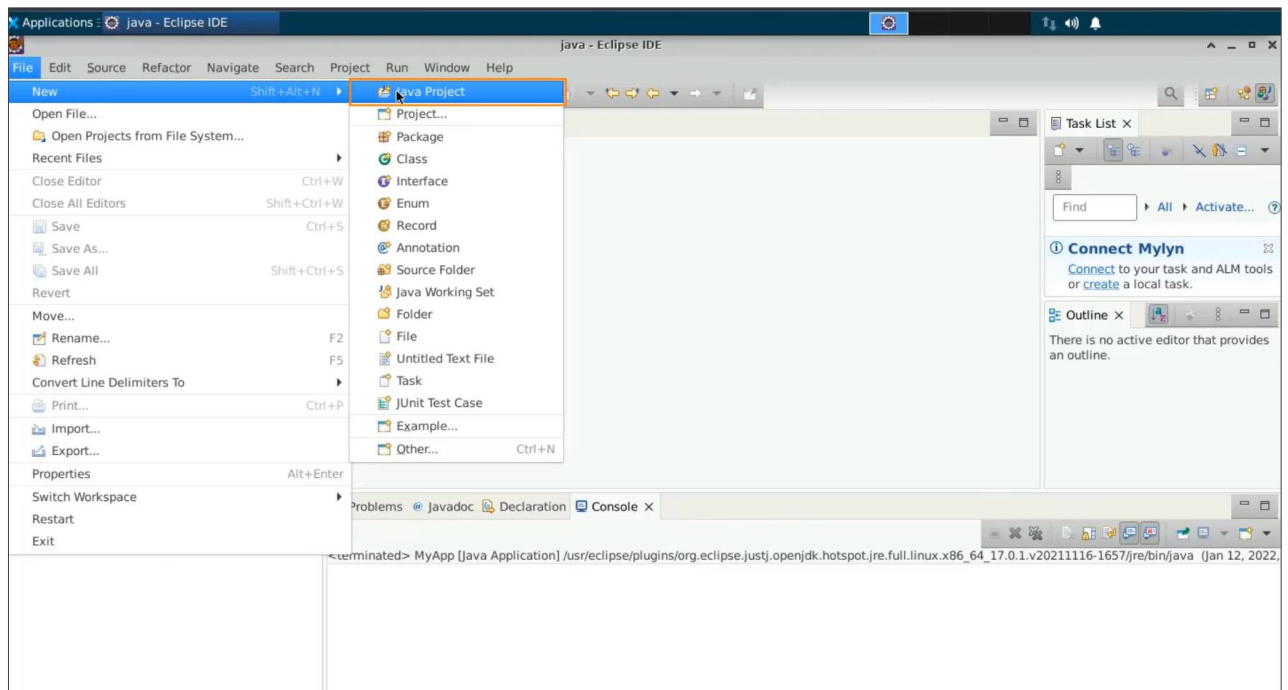 Applications : java - Eclipse IDE
java - Eclipse IDE
File Edit Source Refactor Navigate Search Project Run Window Help
New Shift+Alt+N
Open File...
Open Projects from File System...
Recent Files
Close Editor Ctrl+W
Close All Editors Shift+Ctrl+W
Save Ctrl+S
Save As...
Save All Shift+Ctrl+S
Revert
Move...
Rename... F2
Refresh F5
Convert Line Delimiters To
Print... Ctrl+P
Import...
Export...
Properties Alt+Enter
Switch Workspace
Restart
Exit
Java Project
Project...
Package
Class
Interface
Enum
Record
Annotation
Source Folder
Java Working Set
Folder
File
Untitled Text File
Task
JUnit Test Case
Example...
Other... Ctrl+N
Task List
Find All Activate...
Connect Mylyn
Connect to your task and ALM tools
or create a local task.
Outline
There is no active editor that provides
an outline.
Problems Javadoc Declaration Console
<terminated> MyApp [Java Application] /usr/eclipse/plugins/org.eclipse.justj.openjdk.hotspot.jre.full.linux.x86_64_17.0.1.v20211116-1657/jre/bin/java (Jan 12, 2022,